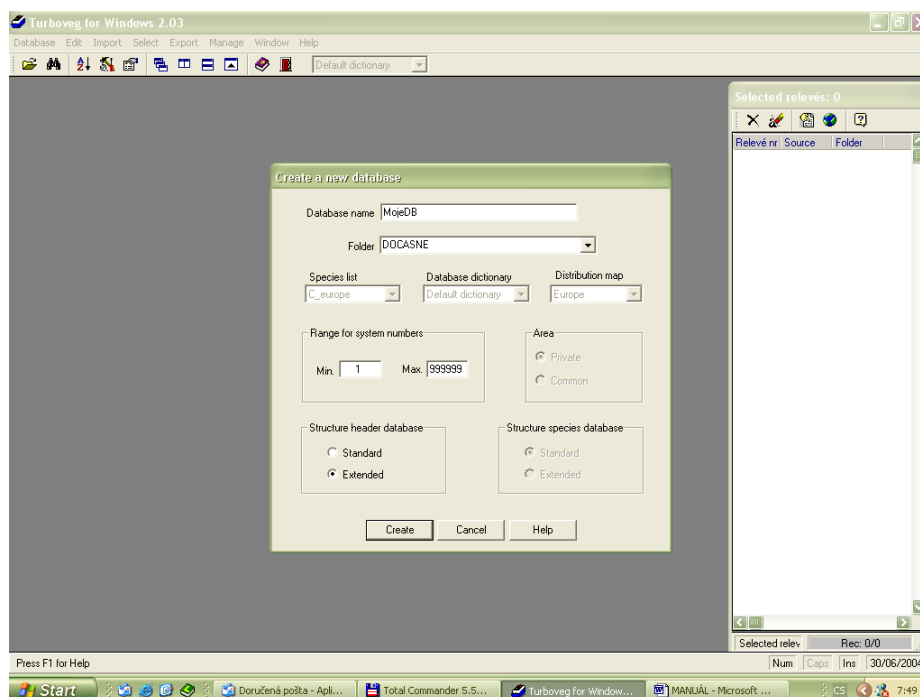 Turboveg for Windows 2.03
Database Edit Import Select Export Manage Window Help
Default dictionary
Selected relevés: 0
Relevé nr Source Folder
Create a new database
Database name MojeDB
Folder DOCASNE
Species list Database dictionary Distribution map
C_europe Default dictionary Europe
Range for system numbers Area
Min. 1 Max. 999999 Private
Common
Structure header database Structure species database
Standard Standard
Extended Extended
Create Cancel Help
Selected relev Rec: 0/0
Press F1 for Help Num Caps Ins 30/06/2004
Start Doručená pošta - Apli... Total Commander 5.5... Turboveg for Window... MANUÁL - Microsoft ... CS 7:49